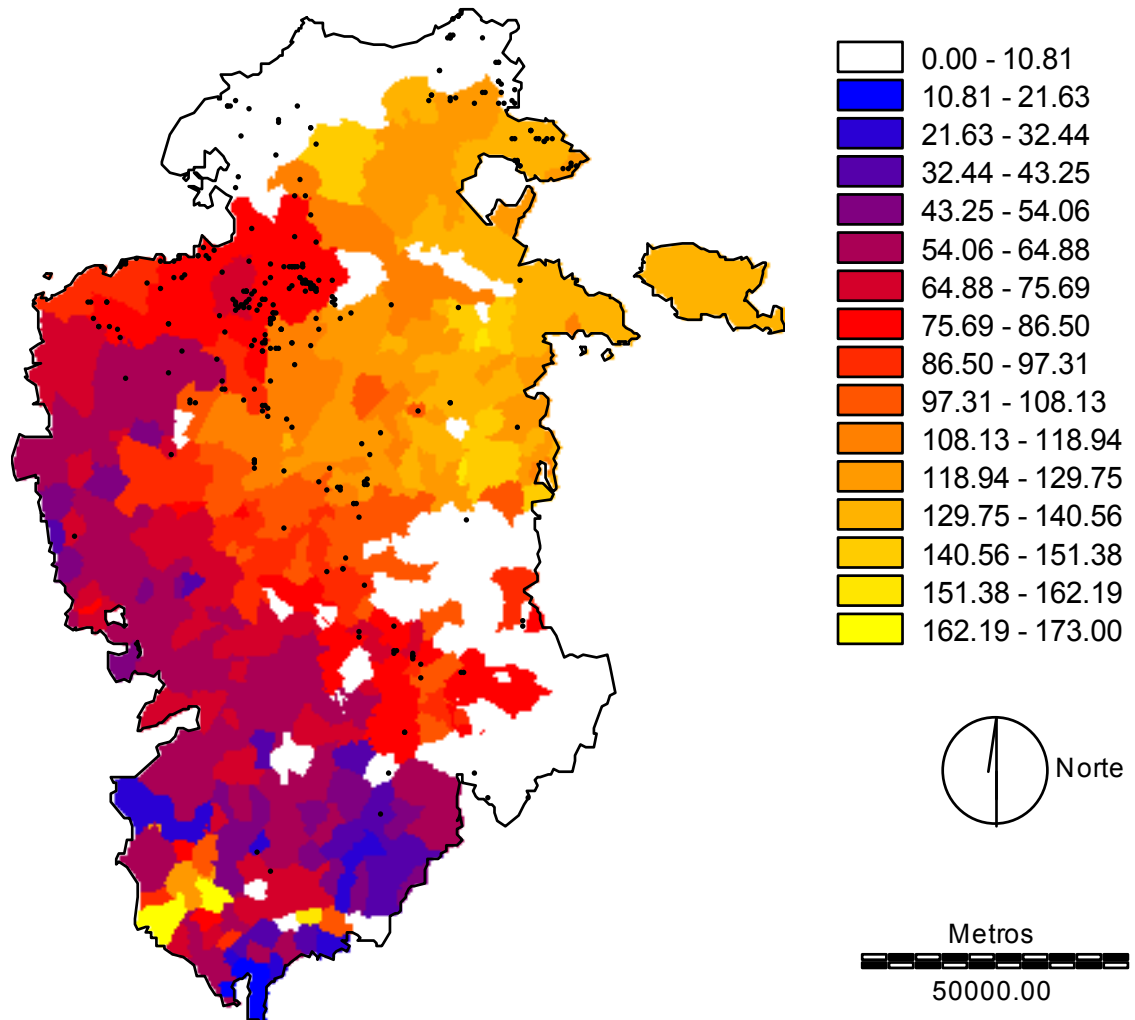 0.00 - 10.81
10.81 - 21.63
21.63 - 32.44
32.44 - 43.25
43.25 - 54.06
54.06 - 64.88
64.88 - 75.69
75.69 - 86.50
86.50 - 97.31
97.31 - 108.13
108.13 - 118.94
118.94 - 129.75
129.75 - 140.56
140.56 - 151.38
151.38 - 162.19
162.19 - 173.00
Norte
Metros
50000.00